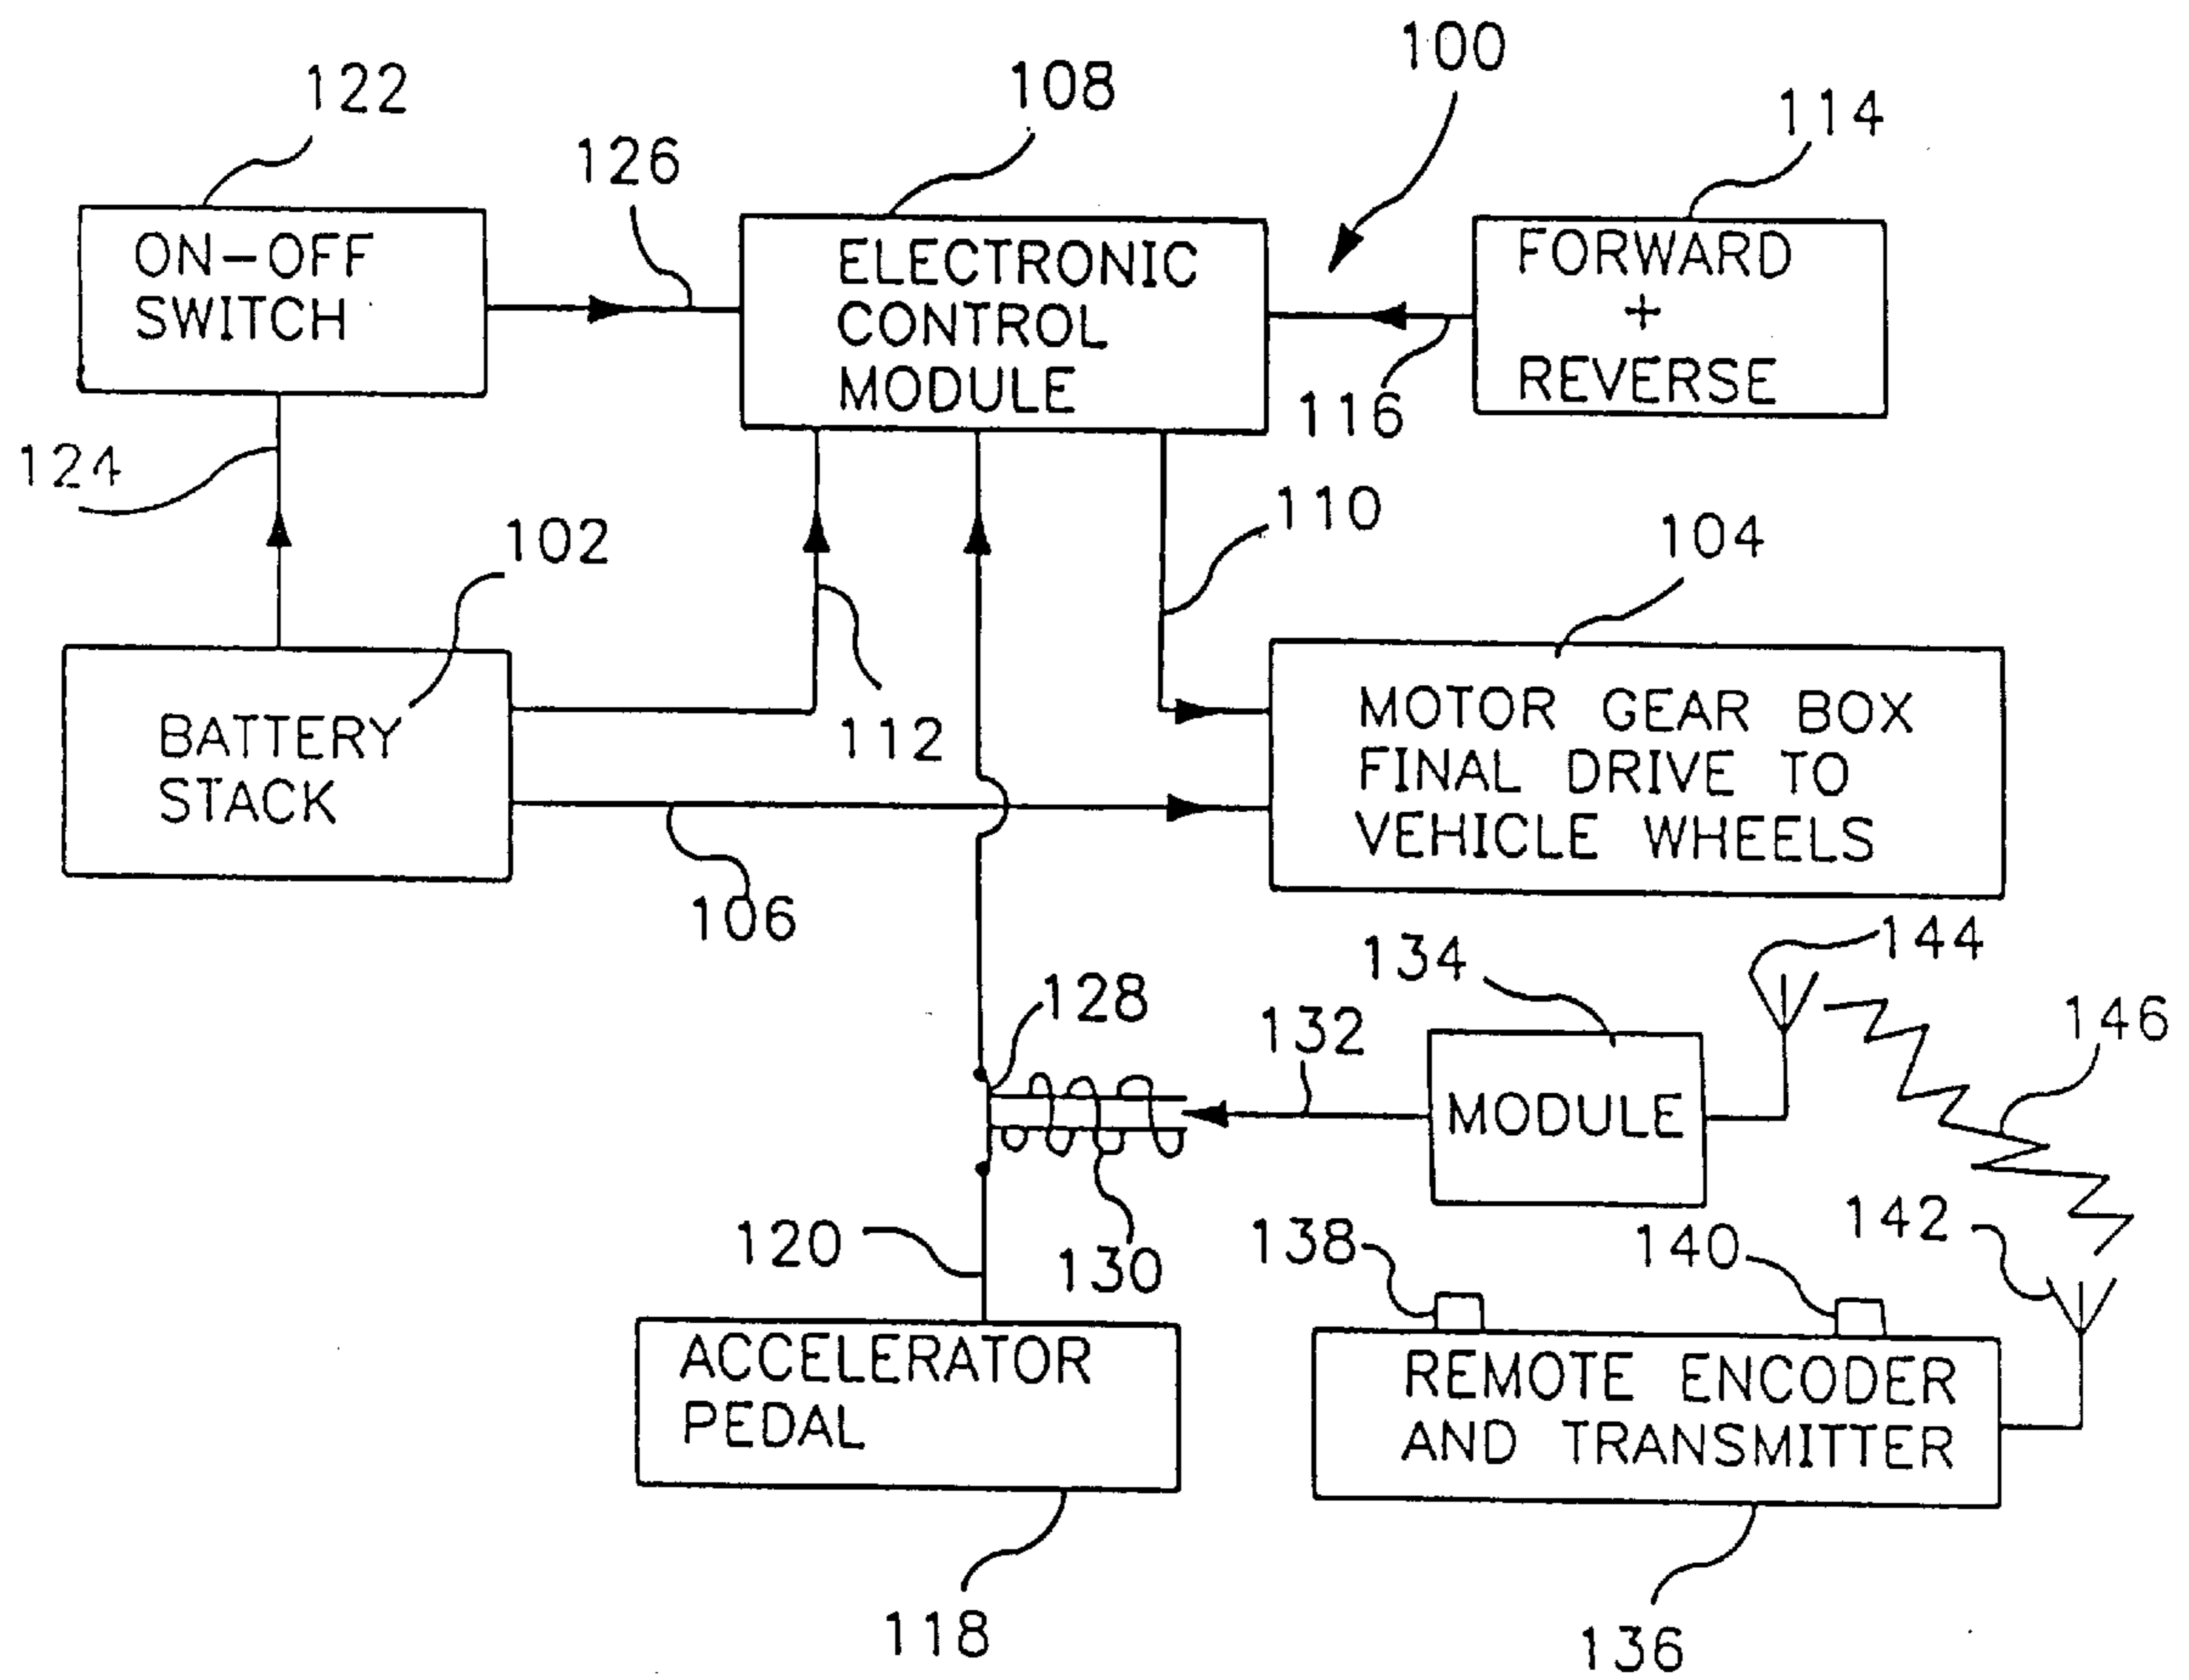 100
122
108
114
126
ON-OFF
SWITCH
ELECTRONIC
CONTROL
MODULE
FORWARD
+
REVERSE
116
124
102
110
104
BATTERY
STACK
112
MOTOR GEAR BOX
FINAL DRIVE TO
VEHICLE WHEELS
106
144
134
128
132
146
MODULE
120
130
138
140
142
ACCELERATOR
PEDAL
REMOTE ENCODER
AND TRANSMITTER
118
136